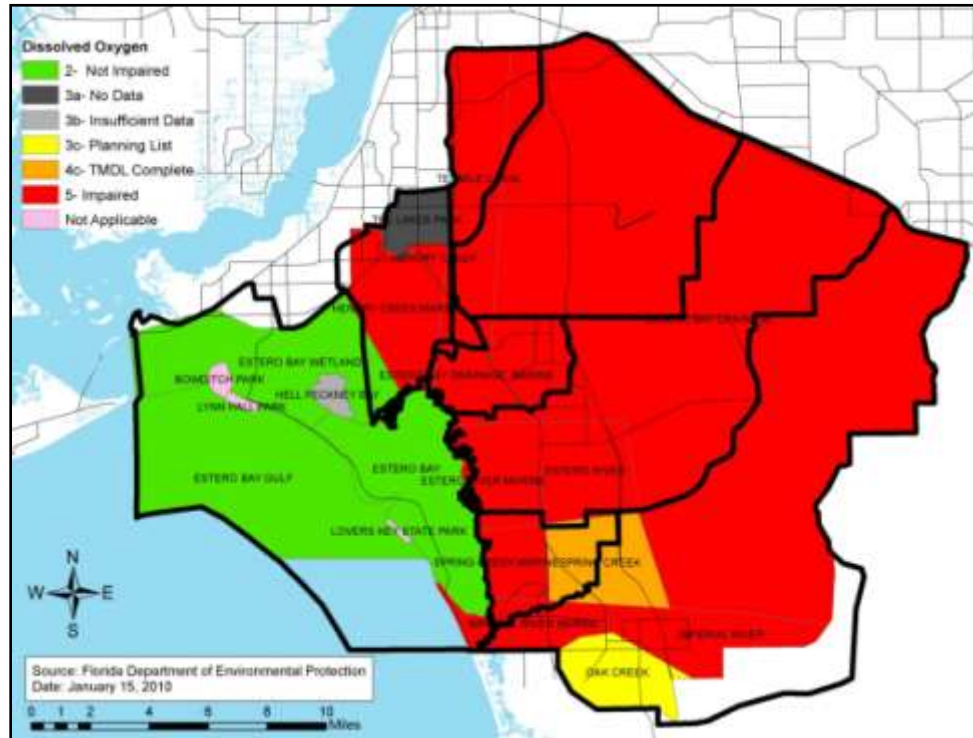 Dissolved Oxygen
2- Not Impaired
3a- No Data
3b- Insufficient Data
3c- Planning List
4c- TMDL Complete
5- Impaired
Not Applicable
ESTERO BAY WETLAND
BOWDITCH PARK
HELL PECKNEY BAY
LYNN HALL PARK
ESTERO BAY
ESTERO BAY GULF
ESTERO RIVER
LOVERS KEY STATE PARK
SPRING CREEK
IMPERIAL RIVER
OAK CREEK
N
W
E
S
Source: Florida Department of Environmental Protection
Date: January 15, 2010
0 1 2 4 6 8 10
Miles